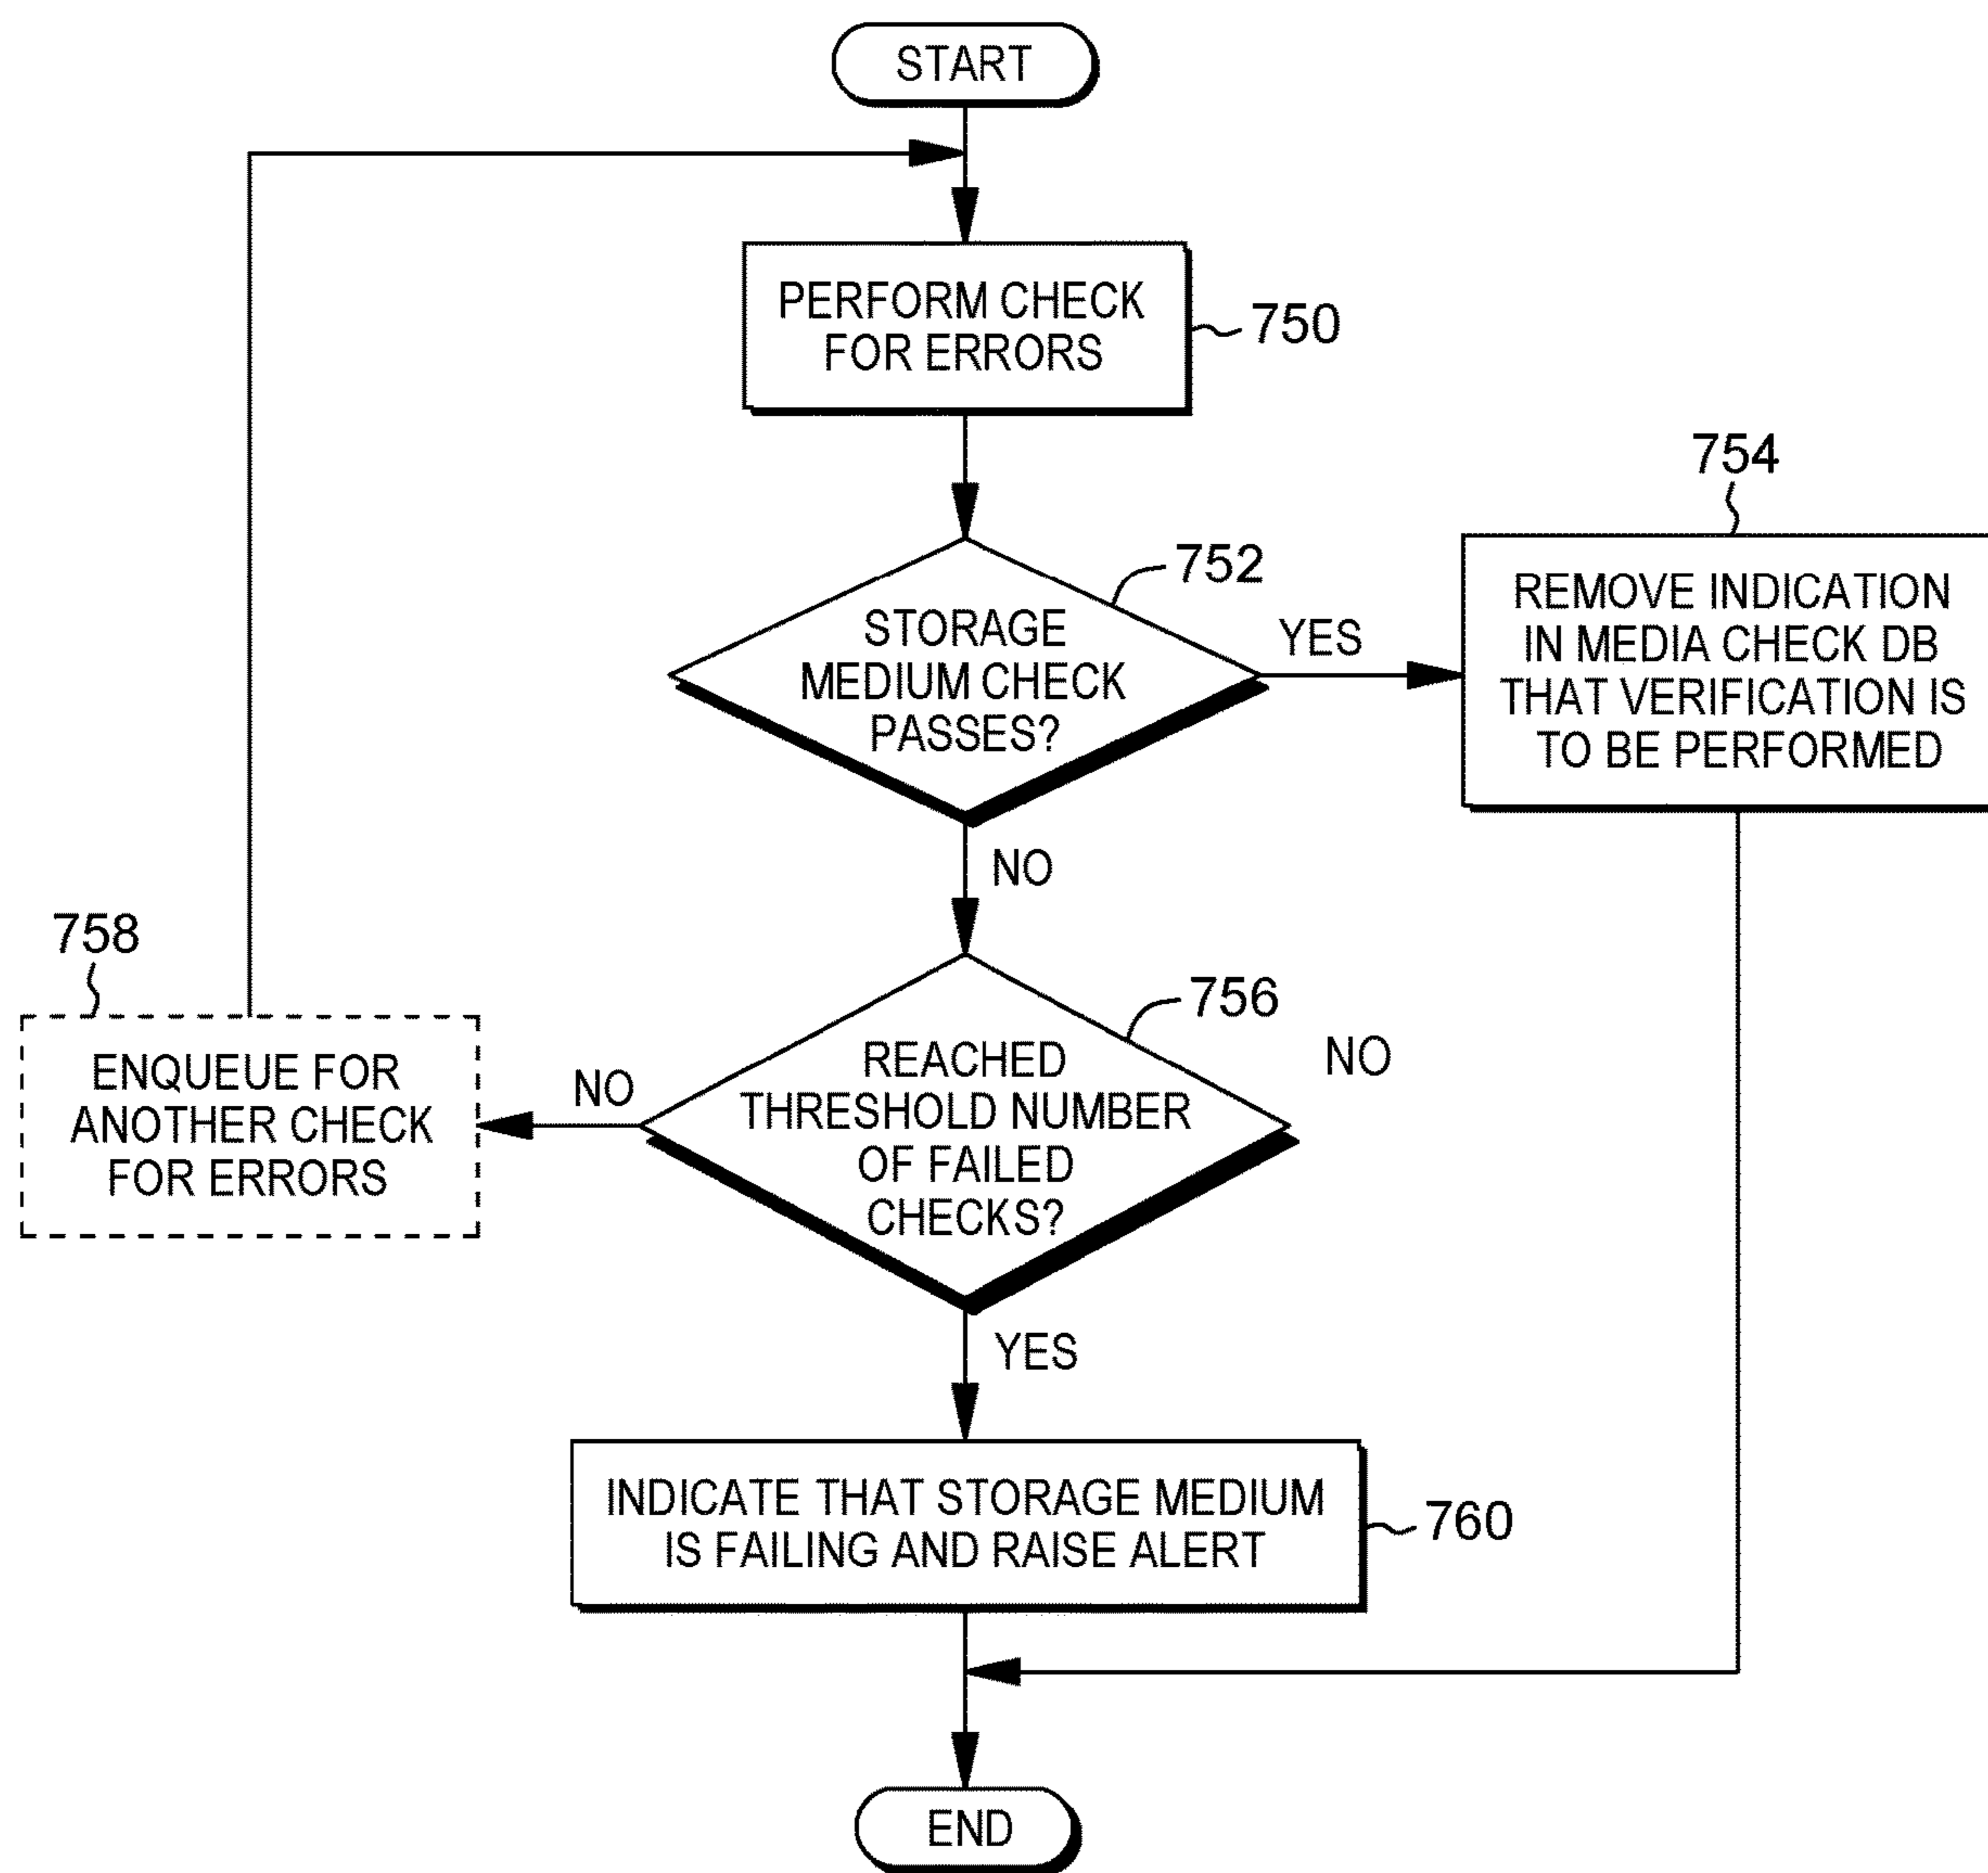 START
PERFORM CHECK
FOR ERRORS
750
752
STORAGE
MEDIUM CHECK
PASSES?
YES
754
REMOVE INDICATION
IN MEDIA CHECK DB
THAT VERIFICATION IS
TO BE PERFORMED
NO
756
REACHED
THRESHOLD NUMBER
OF FAILED
CHECKS?
NO
NO
758
ENQUEUE FOR
ANOTHER CHECK
FOR ERRORS
YES
INDICATE THAT STORAGE MEDIUM
IS FAILING AND RAISE ALERT
760
END